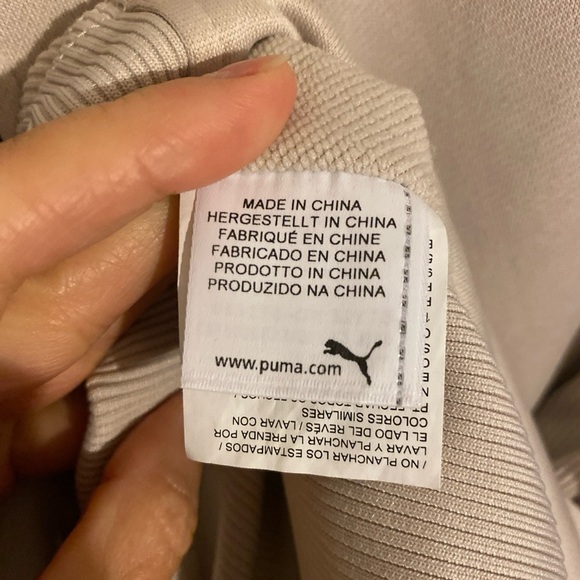 MADE IN CHINA
HERGESTELLT IN CHINA
FABRIQUÉ EN CHINE
FABRICADO EN CHINA
PRODOTTO IN CHINA
PRODUZIDO NA CHINA
www.puma.com
/ NO PLANCHAR LOS ESTAMPADOS /
LAVAR Y PLANCHAR LA PRENDA POR
EL LADO DEL REVÉS / LAVAR CON
COLORES SIMILARES